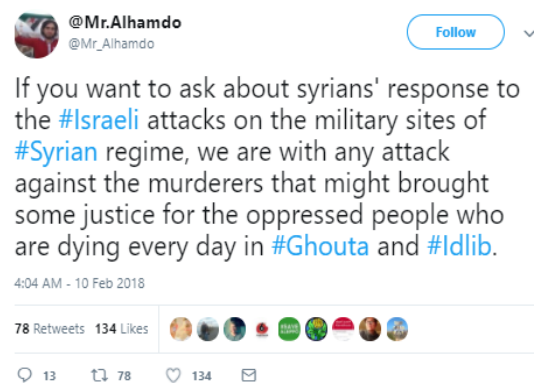 @Mr.Alhamdo
@Mr_Alhamdo
Follow
If you want to ask about syrians' response to
the #Israeli attacks on the military sites of
#Syrian regime, we are with any attack
against the murderers that might brought
some justice for the oppressed people who
are dying every day in #Ghouta and #Idlib.
4:04 AM - 10 Feb 2018
78 Retweets 134 Likes
13 78 134